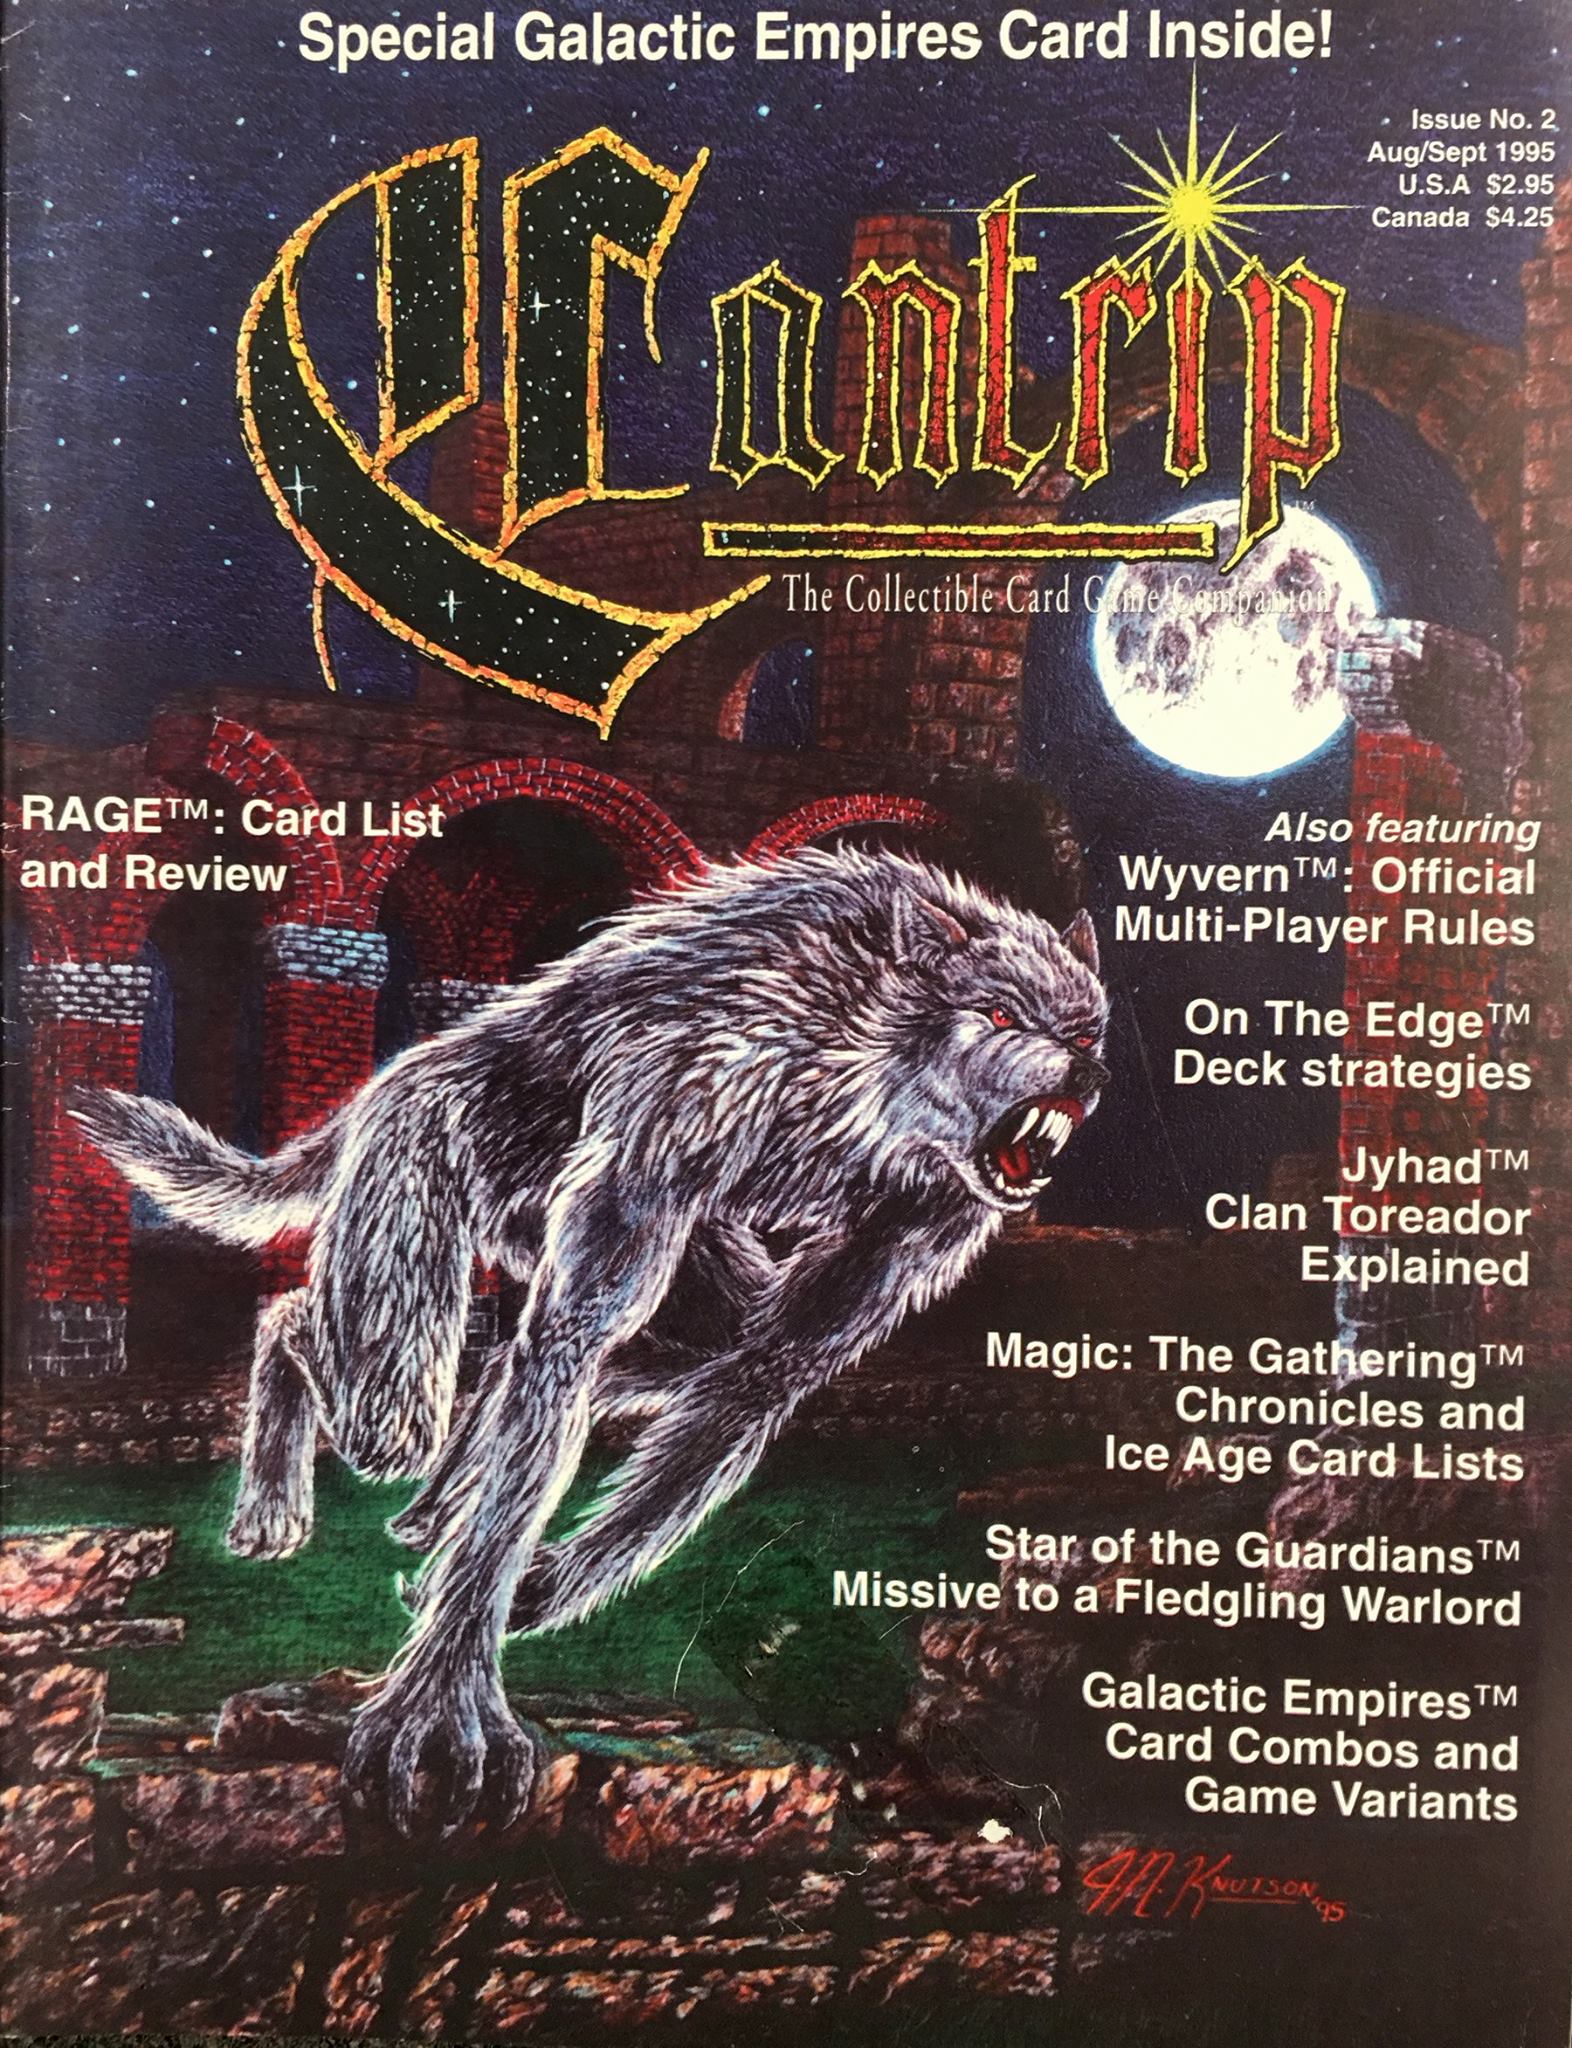 Special Galactic Empires Card Inside!
Issue No. 2
Aug/Sept 1995
U.S.A $2.95
Canada $4.25
Cantrip
™
The Collectible Card Game Companion
RAGE™: Card List
and Review
Also featuring
Wyvern™: Official
Multi-Player Rules
On The Edge™
Deck strategies
Jyhad™
Clan Toreador
Explained
Magic: The Gathering™
Chronicles and
Ice Age Card Lists
Star of the Guardians™
Missive to a Fledgling Warlord
Galactic Empires™
Card Combos and
Game Variants
J.N. KNUTSON '95